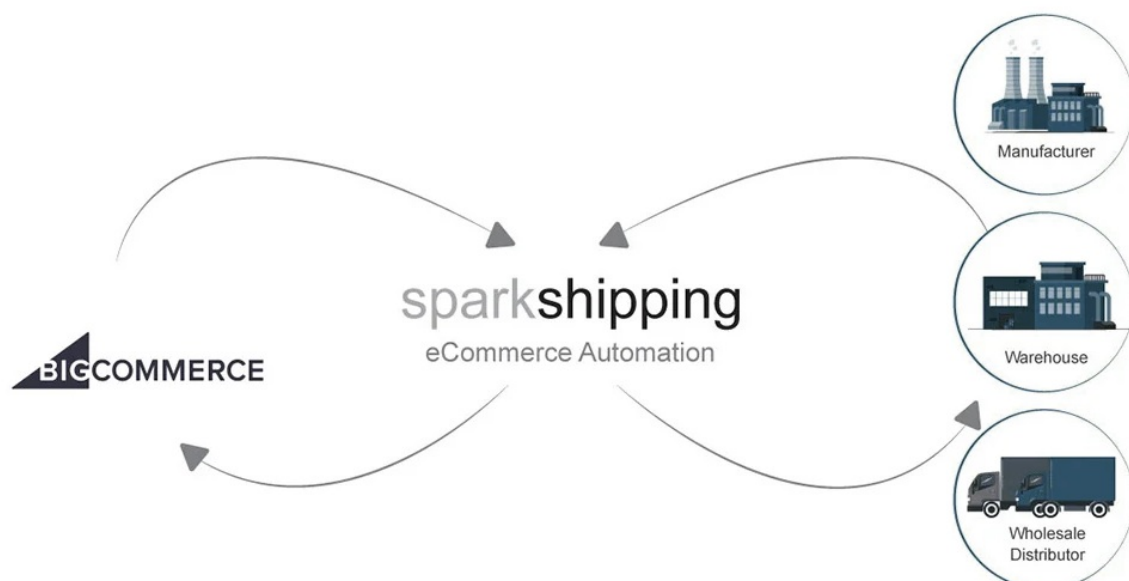 Manufacturer
sparkshipping
eCommerce Automation
BIGCOMMERCE
Warehouse
Wholesale
Distributor